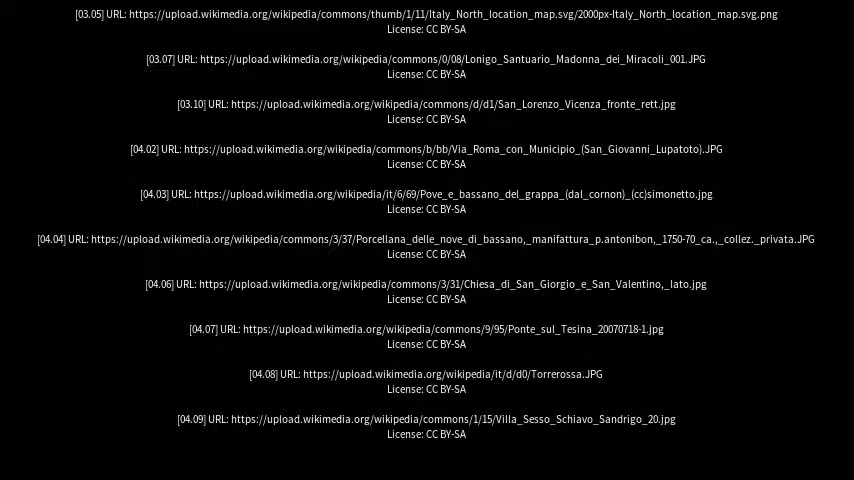 [03.05] URL: https://upload.wikimedia.org/wikipedia/commons/thumb/1/11/Italy_North_location_map.svg/2000px-Italy_North_location_map.svg.png
License: CC BY-SA
[03.07] URL: https://upload.wikimedia.org/wikipedia/commons/0/08/Lonigo_Santuario_Madonna_dei_Miracoli_001.JPG
License: CC BY-SA
[03.10] URL: https://upload.wikimedia.org/wikipedia/commons/d/d1/San_Lorenzo_Vicenza_fronte_rett.jpg
License: CC BY-SA
[04.02] URL: https://upload.wikimedia.org/wikipedia/commons/b/bb/Via_Roma_con_Municipio_(San_Giovanni_Lupatoto).JPG
License: CC BY-SA
[04.03] URL: https://upload.wikimedia.org/wikipedia/it/6/69/Pove_e_bassano_del_grappa_(dal_cornon)_(cc)simonetto.jpg
License: CC BY-SA
[04.04] URL: https://upload.wikimedia.org/wikipedia/commons/3/37/Porcellana_delle_nove_di_bassano,_manifattura_p.antonibon,_1750-70_ca.,_collez._privata.JPG
License: CC BY-SA
[04.06] URL: https://upload.wikimedia.org/wikipedia/commons/3/31/Chiesa_di_San_Giorgio_e_San_Valentino,_lato.jpg
License: CC BY-SA
[04.07] URL: https://upload.wikimedia.org/wikipedia/commons/9/95/Ponte_sul_Tesina_20070718-1.jpg
License: CC BY-SA
[04.08] URL: https://upload.wikimedia.org/wikipedia/it/d/d0/Torrerossa.JPG
License: CC BY-SA
[04.09] URL: https://upload.wikimedia.org/wikipedia/commons/1/15/Villa_Sesso_Schiavo_Sandrigo_20.jpg
License: CC BY-SA